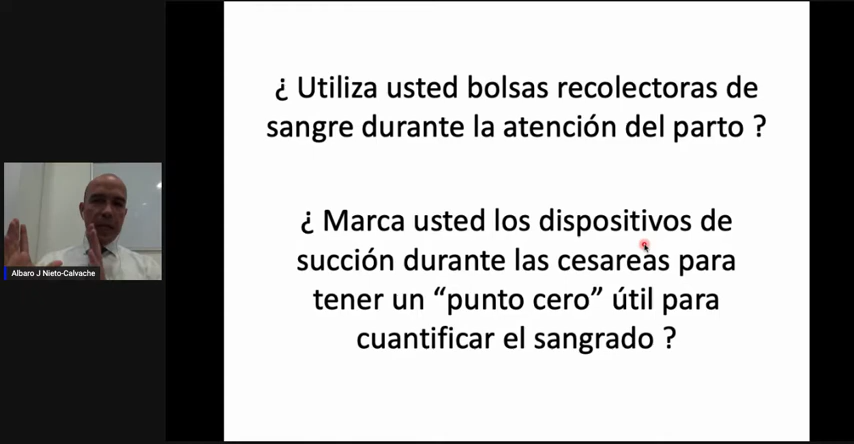 ¿ Utiliza usted bolsas recolectoras de
sangre durante la atención del parto ?
¿ Marca usted los dispositivos de
succión durante las cesareas para
tener un “punto cero” útil para
cuantificar el sangrado ?
Albaro J Nieto-Calvache